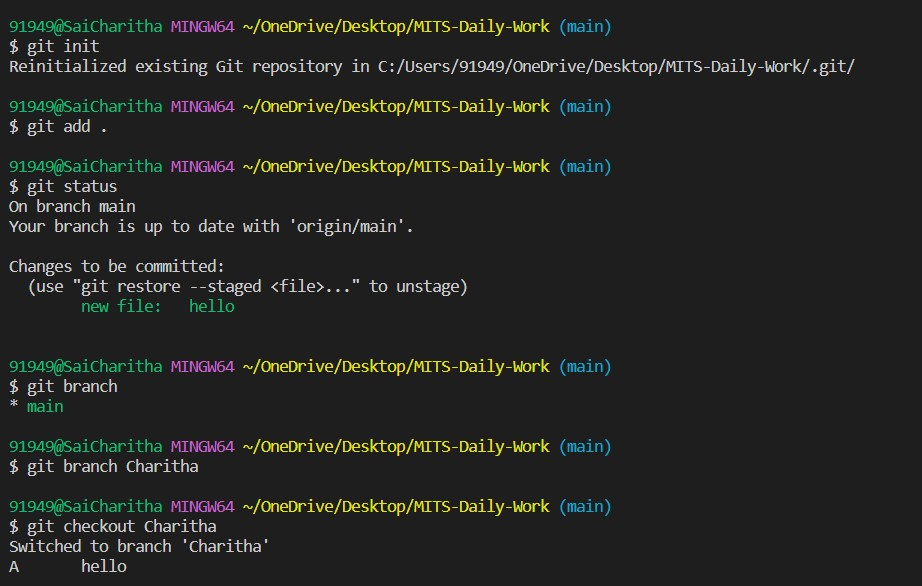 91949@SaiCharitha MINGW64 ~/OneDrive/Desktop/MITS-Daily-Work (main)
$ git init
Reinitialized existing Git repository in C:/Users/91949/OneDrive/Desktop/MITS-Daily-Work/.git/
91949@SaiCharitha MINGW64 ~/OneDrive/Desktop/MITS-Daily-Work (main)
$ git add .
91949@SaiCharitha MINGW64 ~/OneDrive/Desktop/MITS-Daily-Work (main)
$ git status
On branch main
Your branch is up to date with 'origin/main'.
Changes to be committed:
  (use "git restore --staged <file>..." to unstage)
        new file:   hello
91949@SaiCharitha MINGW64 ~/OneDrive/Desktop/MITS-Daily-Work (main)
$ git branch
* main
91949@SaiCharitha MINGW64 ~/OneDrive/Desktop/MITS-Daily-Work (main)
$ git branch Charitha
91949@SaiCharitha MINGW64 ~/OneDrive/Desktop/MITS-Daily-Work (main)
$ git checkout Charitha
Switched to branch 'Charitha'
A       hello